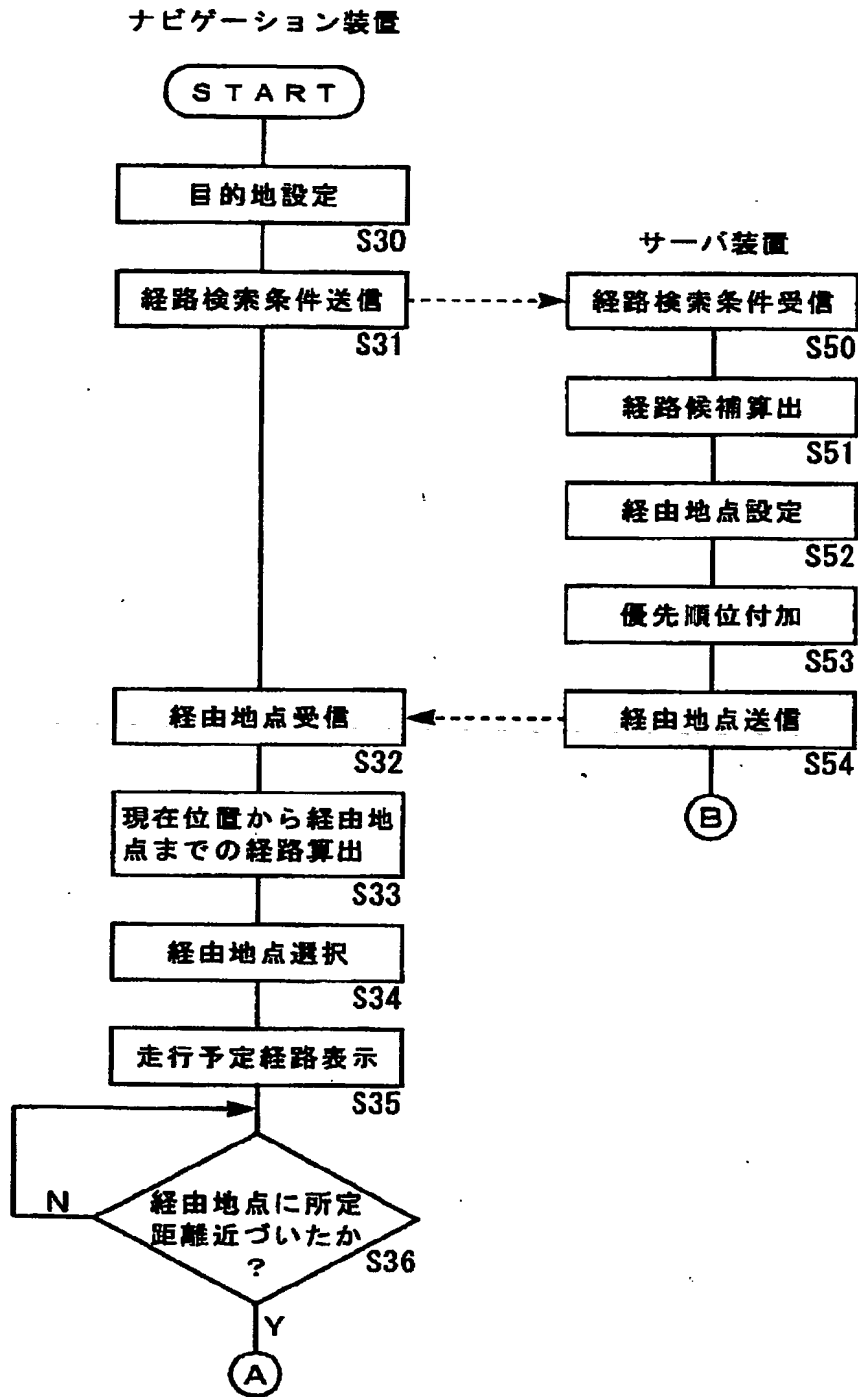 ナビゲーション装置
START
目的地設定
S30
経路検索条件送信
S31
サーバ装置
経路検索条件受信
S50
経路候補算出
S51
経由地点設定
S52
優先順位付加
S53
経由地点送信
S54
B
経由地点受信
S32
現在位置から経由地
点までの経路算出
S33
経由地点選択
S34
走行予定経路表示
S35
経由地点に所定
距離近づいたか
?
S36
N
Y
A